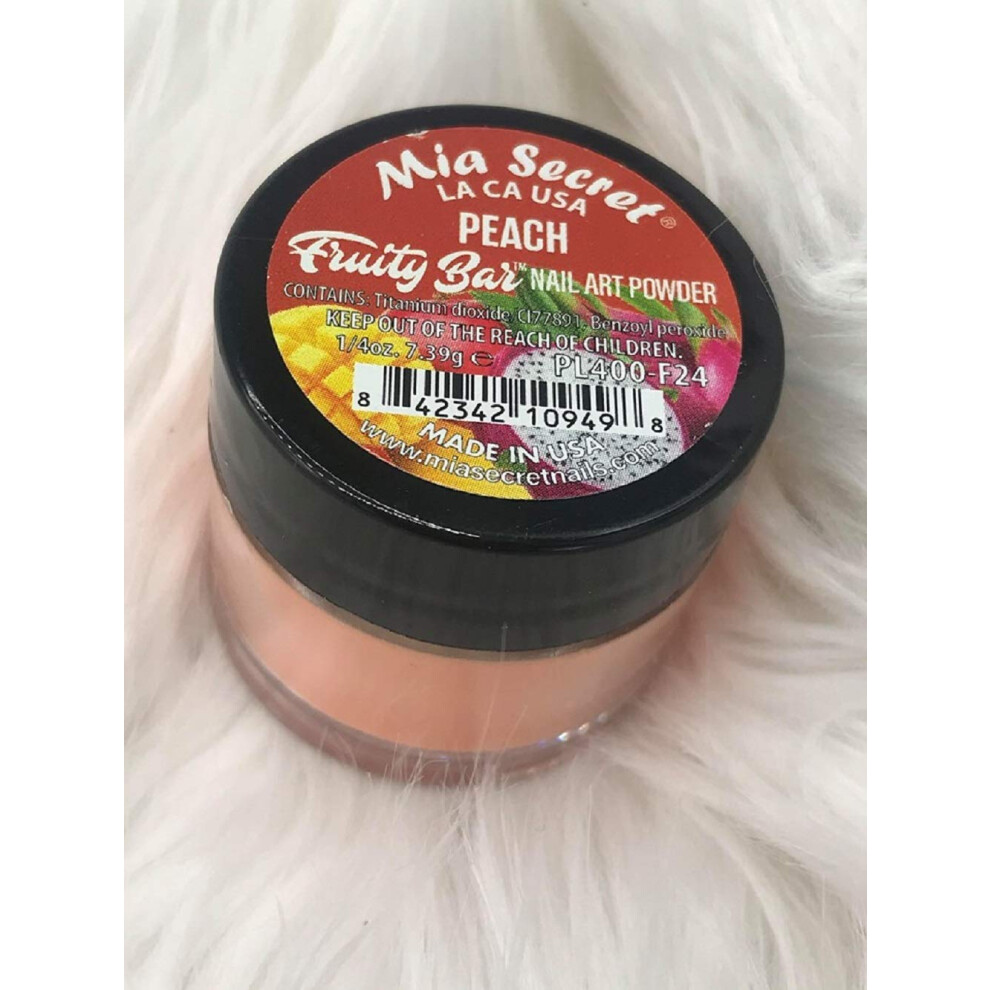 Mia Secret®
LA CA USA
PEACH
Fruity Bar™ NAIL ART POWDER
CONTAINS: Titanium dioxide, CI77891, Benzoyl peroxide
KEEP OUT OF THE REACH OF CHILDREN.
1/4oz. 7.39g ℮
PL400-F24
8 42342 10949 8
MADE IN USA
www.miasecretnails.com